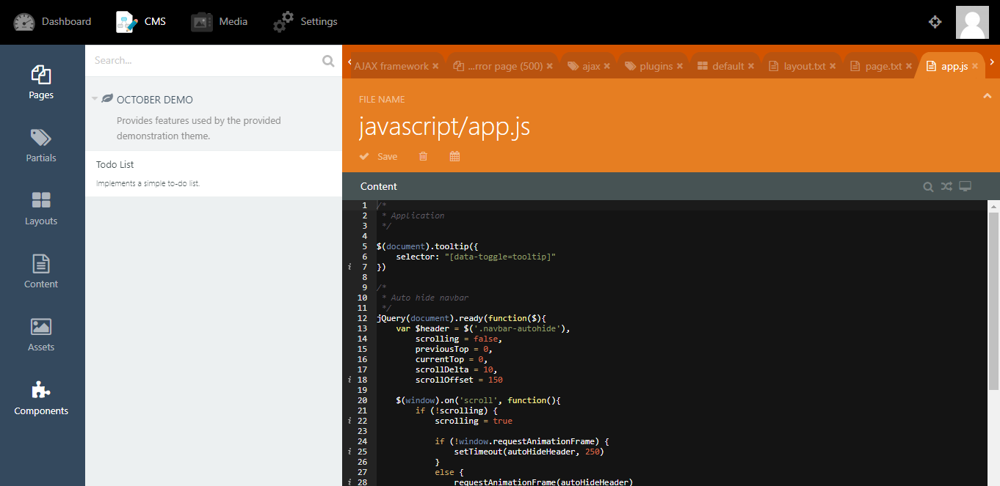 Dashboard CMS Media Settings
Pages
Partials
Layouts
Content
Assets
Components
Search...
OCTOBER DEMO
Provides features used by the provided
demonstration theme.
Todo List
Implements a simple to-do list.
AJAX framework × ...rror page (500) × ajax × plugins × default × layout.txt × page.txt × app.js ×
FILE NAME
javascript/app.js
Save
Content
1 /*
2  * Application
3  */
4
5 $(document).tooltip({
6     selector: "[data-toggle=tooltip]"
i 7 })
8
9 /*
10  * Auto hide navbar
11  */
12 jQuery(document).ready(function($){
13     var $header = $('.navbar-autohide'),
14         scrolling = false,
15         previousTop = 0,
16         currentTop = 0,
17         scrollDelta = 10,
i 18         scrollOffset = 150
19
20     $(window).on('scroll', function(){
21         if (!scrolling) {
i 22             scrolling = true
23
24             if (!window.requestAnimationFrame) {
i 25                 setTimeout(autoHideHeader, 250)
26             }
27             else {
i 28                 requestAnimationFrame(autoHideHeader)